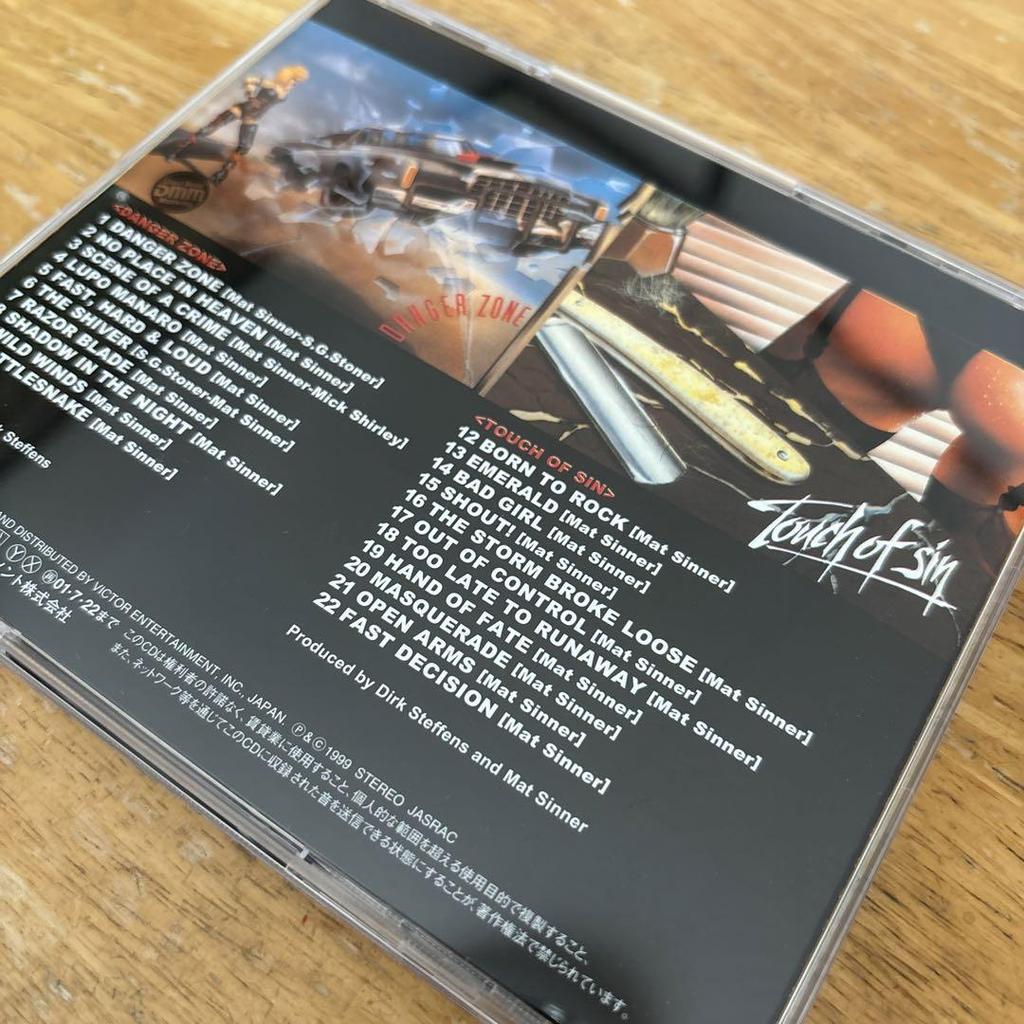 DMM
DANGER ZONE
<DANGER ZONE>
1 DANGER ZONE [Mat Sinner-S.G.Stoner]
2 NO PLACE IN HEAVEN [Mat Sinner]
3 SCENE OF A CRIME [Mat Sinner-Mick Shirley]
4 LUPO MANARO [Mat Sinner]
5 FAST, HARD & LOUD [Mat Sinner]
6 THE SHIVER [S.G.Stoner-Mat Sinner]
7 RAZOR BLADE [Mat Sinner]
SHADOW IN THE NIGHT [Mat Sinner]
ILD WINDS [Mat Sinner]
TTLESNAKE [Mat Sinner]
k Steffens
Touch of sin
<TOUCH OF SIN>
12 BORN TO ROCK [Mat Sinner]
13 EMERALD [Mat Sinner]
14 BAD GIRL [Mat Sinner]
15 SHOUT! [Mat Sinner]
16 THE STORM BROKE LOOSE [Mat Sinner]
17 OUT OF CONTROL [Mat Sinner]
18 TOO LATE TO RUNAWAY [Mat Sinner]
19 HAND OF FATE [Mat Sinner]
20 MASQUERADE [Mat Sinner]
21 OPEN ARMS [Mat Sinner]
22 FAST DECISION [Mat Sinner]
Produced by Dirk Steffens and Mat Sinner
AND DISTRIBUTED BY VICTOR ENTERTAINMENT, INC., JAPAN. Ⓟ&©1999 STEREO JASRAC
Ⓨ Ⓧ ㊢01・7・22まで このCDは権利者の許諾なく、賃貸業に使用すること、個人的な範囲を超える使用目的で複製すること、
メント株式会社 また、ネットワーク等を通じてこのCDに収録された音を送信できる状態にすることが、著作権法で禁じられています。